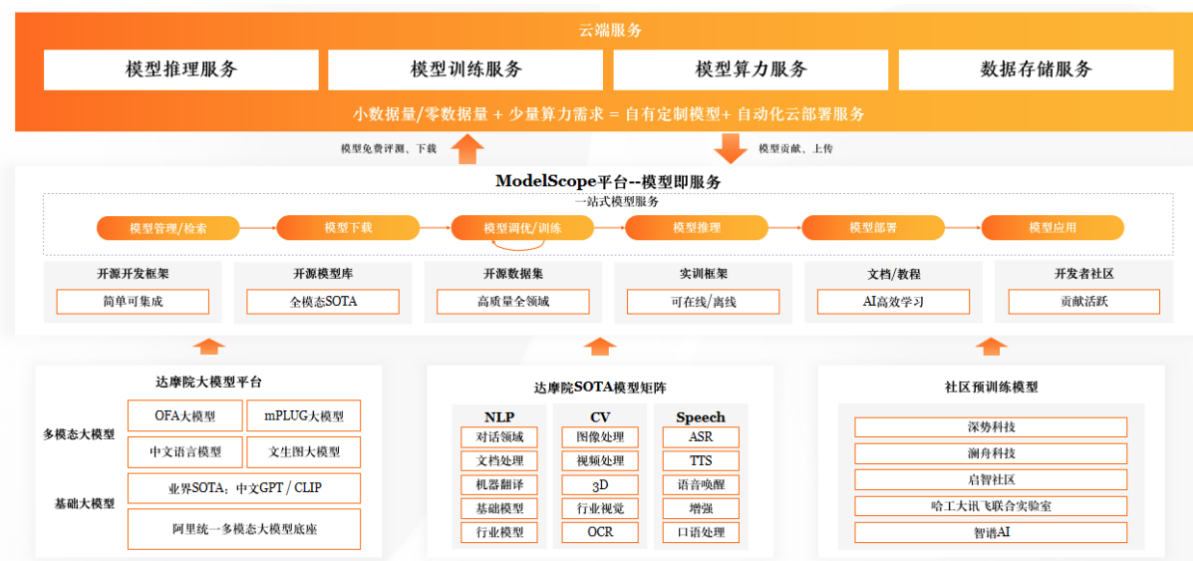 云端服务
模型推理服务 模型训练服务 模型算力服务 数据存储服务
小数据量/零数据量 + 少量算力需求 = 自有定制模型+ 自动化云部署服务
模型免费评测、下载 模型贡献、上传
ModelScope平台--模型即服务
一站式模型服务
模型管理/检索 模型下载 模型调优/训练 模型推理 模型部署 模型应用
开源开发框架 开源模型库 开源数据集 实训框架 文档/教程 开发者社区
简单可集成 全模态SOTA 高质量全领域 可在线/离线 AI高效学习 贡献活跃
达摩院大模型平台
多模态大模型
OFA大模型 mPLUG大模型
中文语言模型 文生图大模型
基础大模型
业界SOTA：中文GPT / CLIP
阿里统一多模态大模型底座
达摩院SOTA模型矩阵
NLP CV Speech
对话领域 图像处理 ASR
文档处理 视频处理 TTS
机器翻译 3D 语音唤醒
基础模型 行业视觉 增强
行业模型 OCR 口语处理
社区预训练模型
深势科技
澜舟科技
启智社区
哈工大讯飞联合实验室
智谱AI